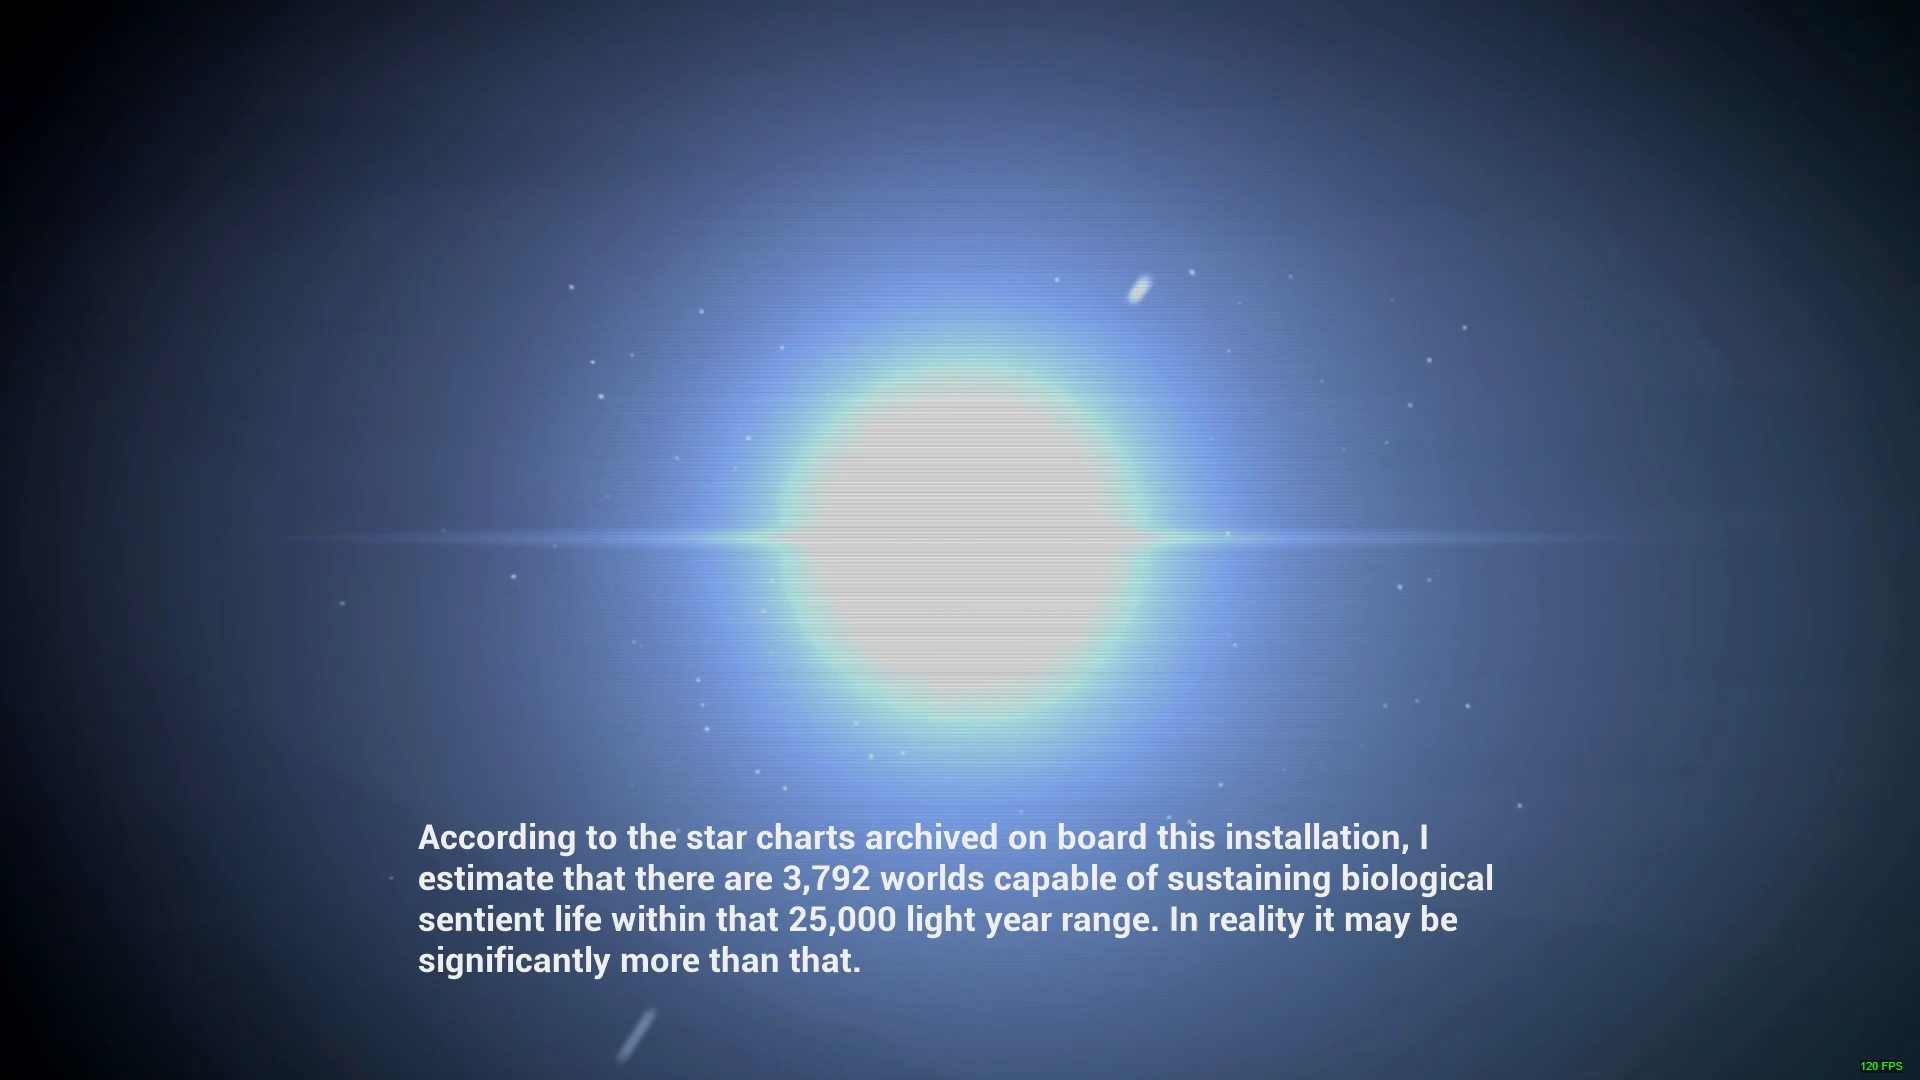 According to the star charts archived on board this installation, I
estimate that there are 3,792 worlds capable of sustaining biological
sentient life within that 25,000 light year range. In reality it may be
significantly more than that.
120 FPS